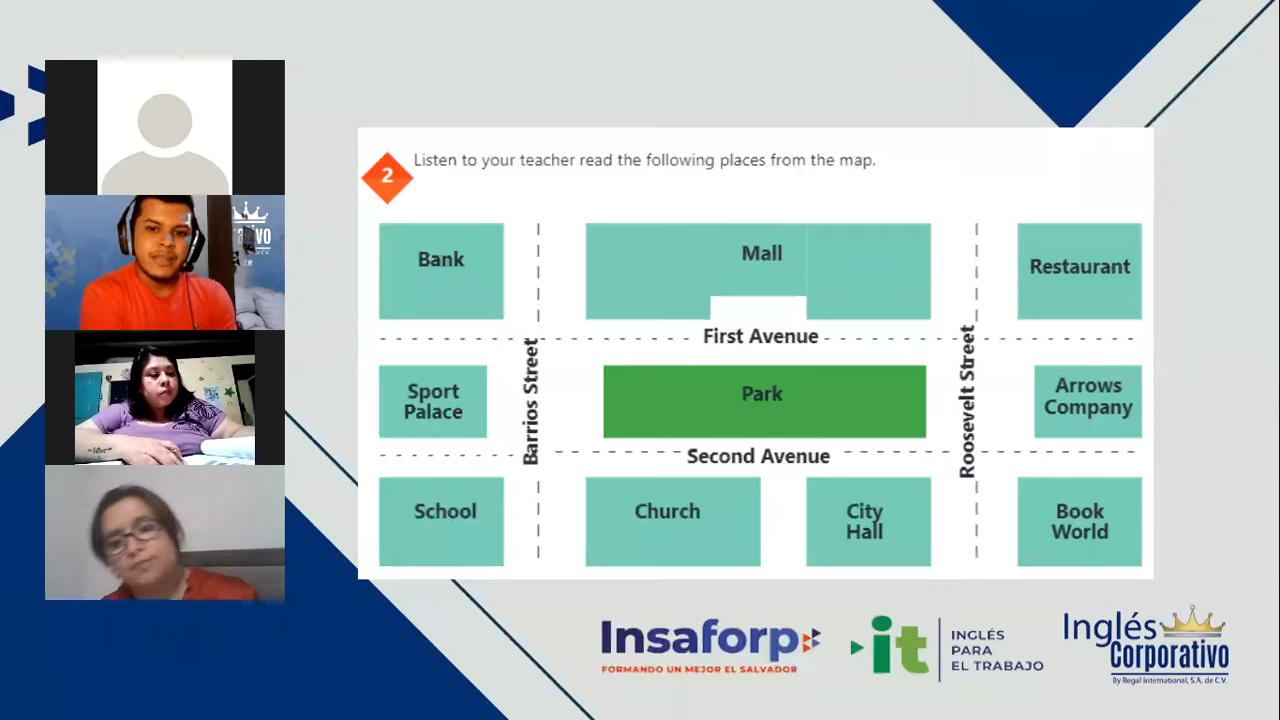 2
Listen to your teacher read the following places from the map.
Bank
Mall
Restaurant
First Avenue
Barrios Street
Roosevelt Street
Sport
Palace
Park
Arrows
Company
Second Avenue
School
Church
City
Hall
Book
World
Insaforp
FORMANDO UN MEJOR EL SALVADOR
it
INGLÉS
PARA
EL TRABAJO
Inglés
Corporativo
By Regal International, S.A. de C.V.